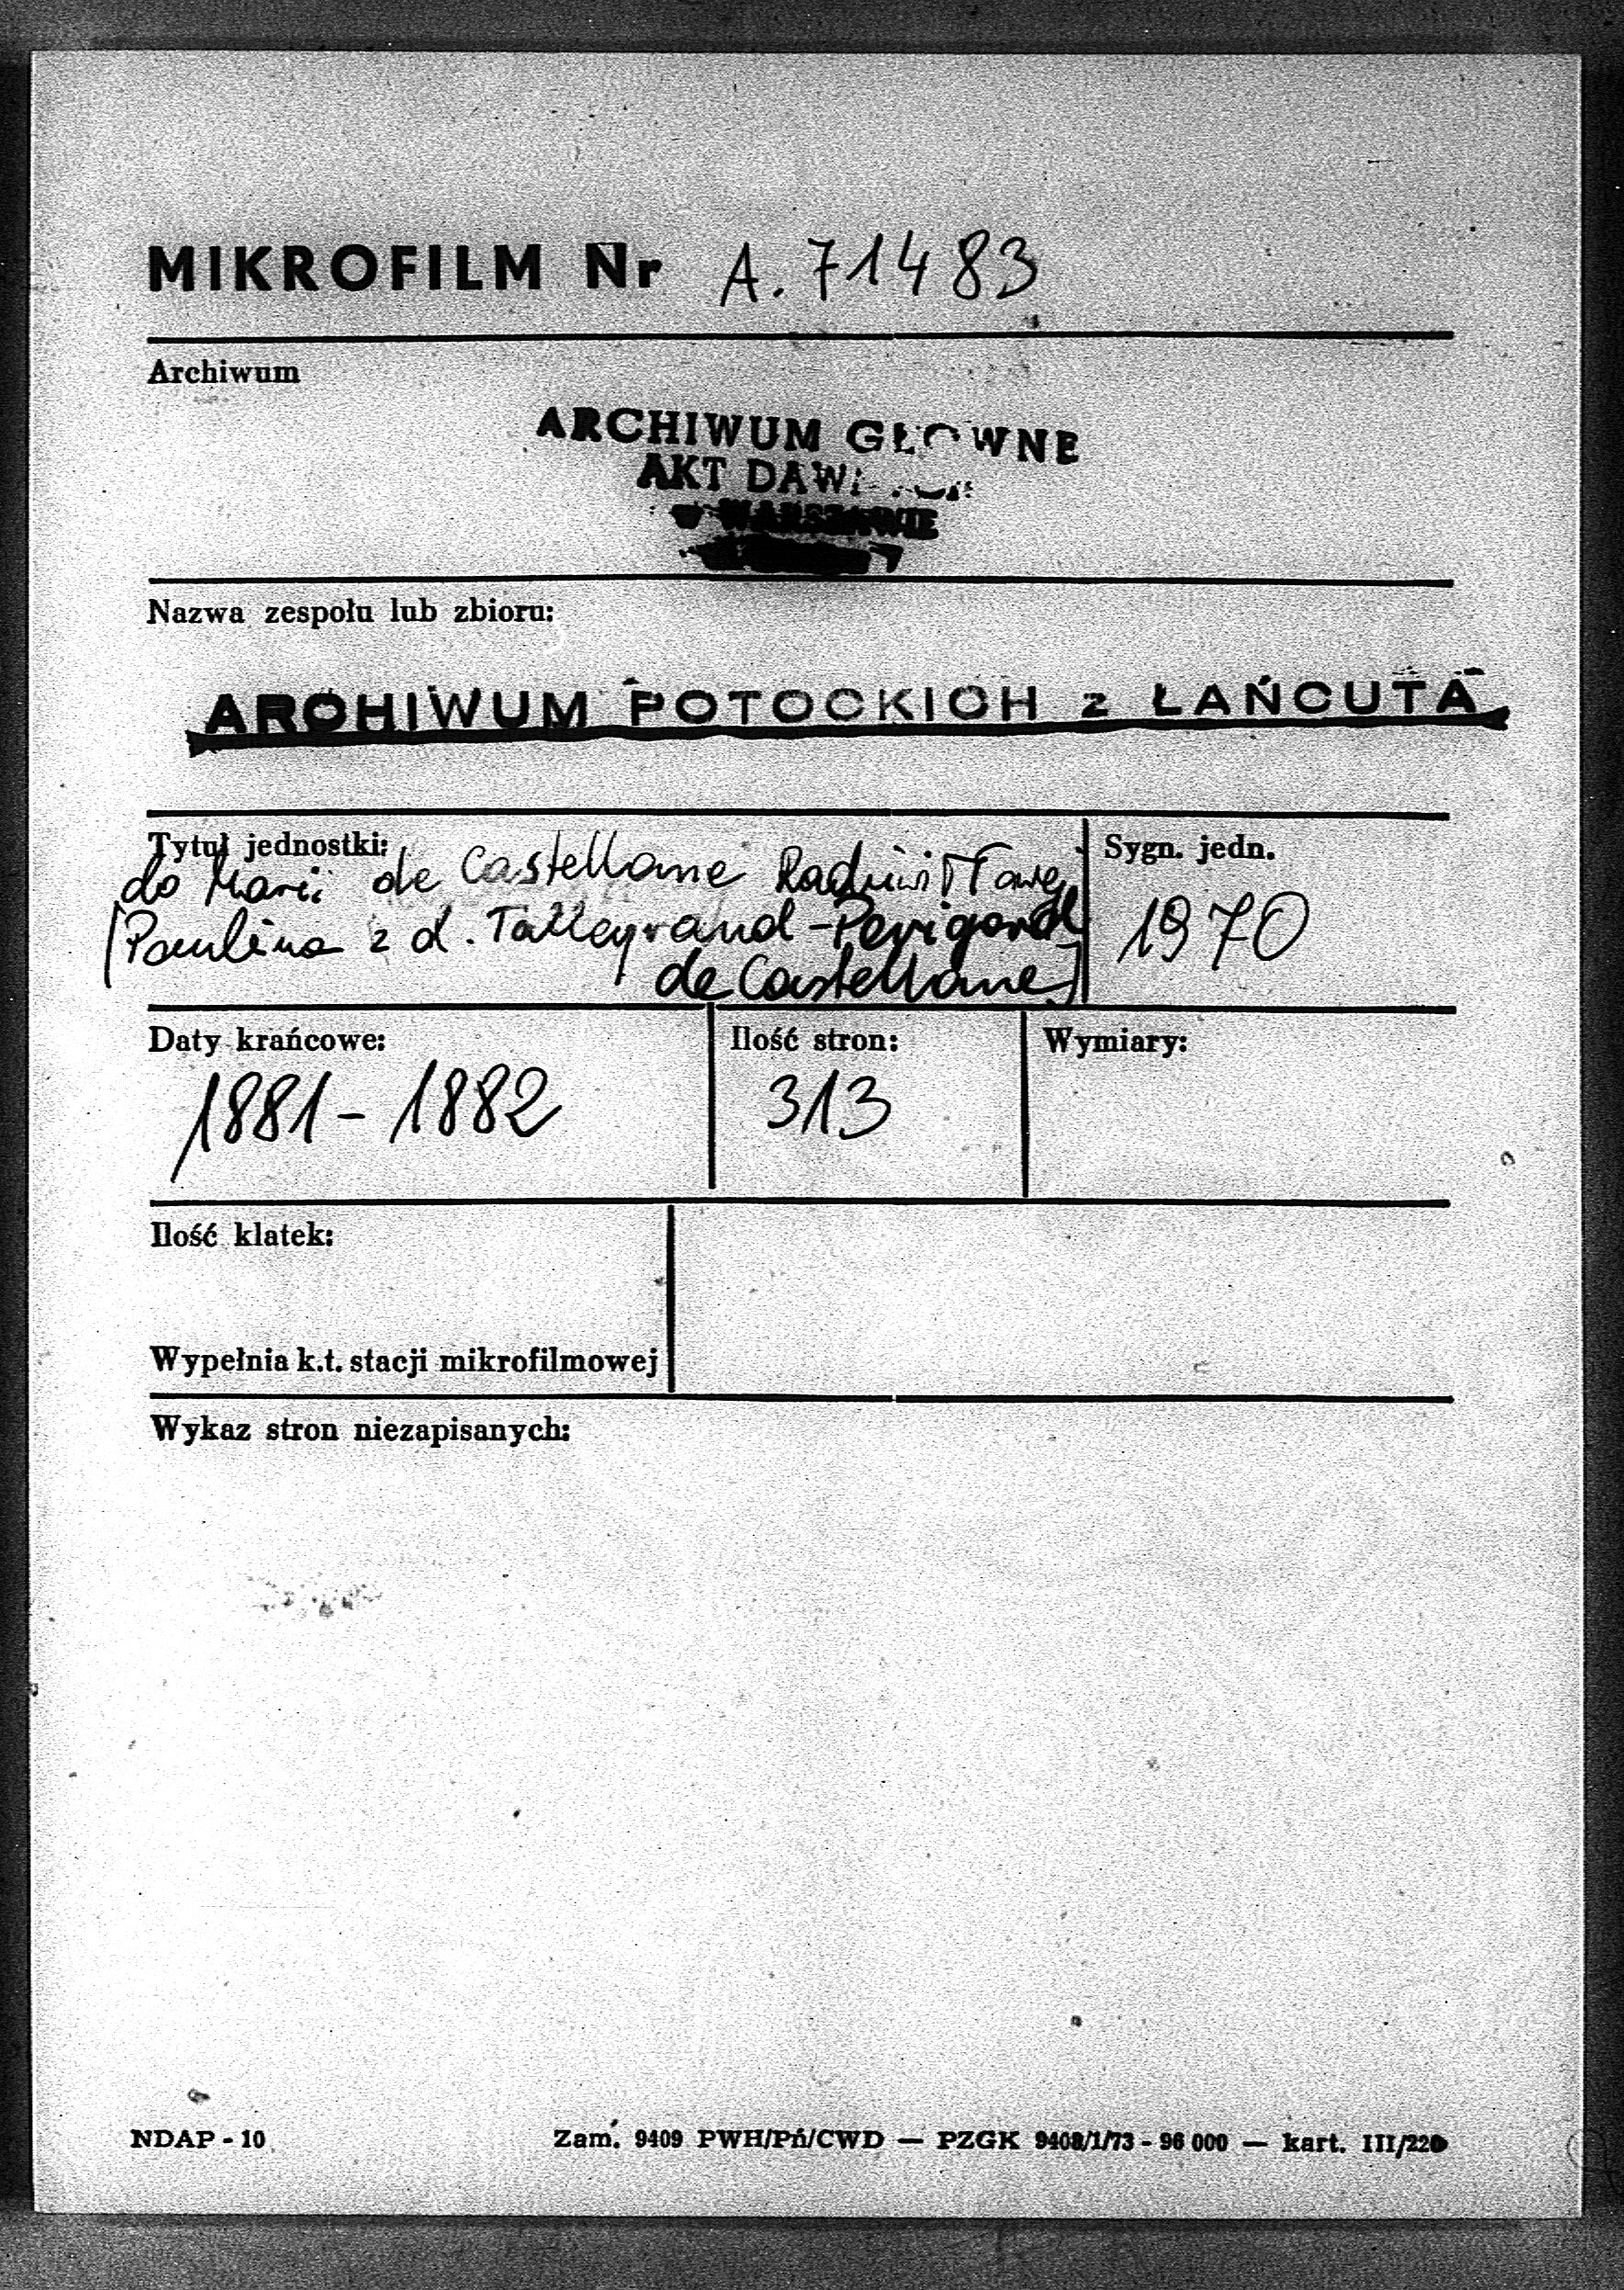 MIKROFILM Nr A. 71483
Archiwum
ARCHIWUM GŁOWNE
AKT DAW
W WARSZAWIE
Nazwa zespołu lub zbioru:
ARCHIWUM POTOCKICH z ŁAŃCUTA
Tytuł jednostki:
Sygn. jedn.
do Marii de Castellane Radziwiłłowej
[Paulina z d. Talleyrand-Perigord
1970
de Castellane]
Daty krańcowe:
Ilość stron:
Wymiary:
1881 - 1882
313
Ilość klatek:
Wypełnia k.t. stacji mikrofilmowej
Wykaz stron niezapisanych:
NDAP - 10
Zam. 9409 PWH/Pń/CWD — PZGK 9408/1/73 - 96 000 — kart. III/220